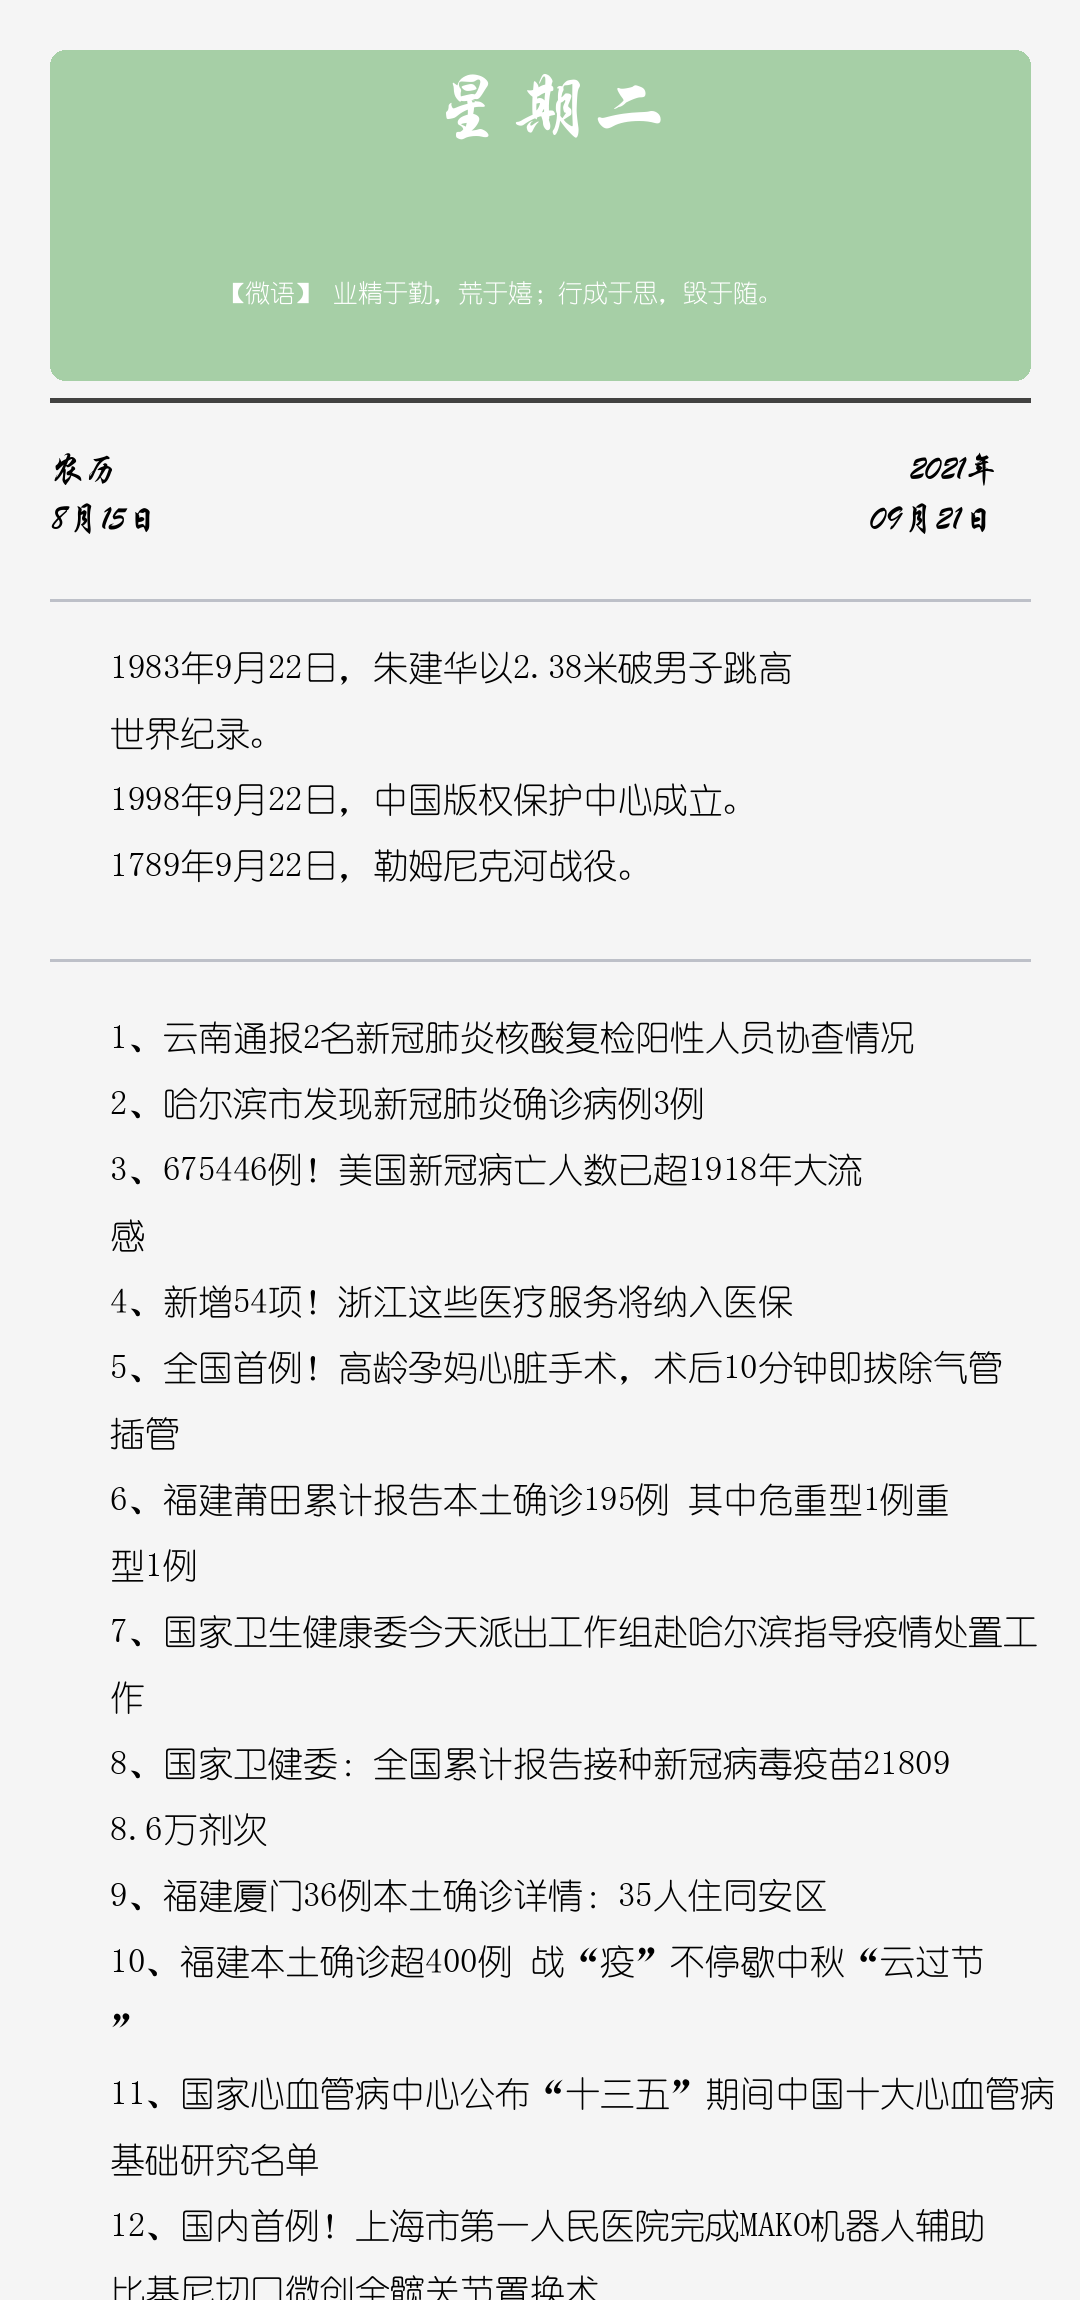 星期二
【微语】 业精于勤，荒于嬉；行成于思，毁于随。
农历
8月15日
2021年
09月21日
1983年9月22日，朱建华以2.38米破男子跳高
世界纪录。
1998年9月22日，中国版权保护中心成立。
1789年9月22日，勒姆尼克河战役。
1、云南通报2名新冠肺炎核酸复检阳性人员协查情况
2、哈尔滨市发现新冠肺炎确诊病例3例
3、675446例！美国新冠病亡人数已超1918年大流
感
4、新增54项！浙江这些医疗服务将纳入医保
5、全国首例！高龄孕妈心脏手术，术后10分钟即拔除气管
插管
6、福建莆田累计报告本土确诊195例 其中危重型1例重
型1例
7、国家卫生健康委今天派出工作组赴哈尔滨指导疫情处置工
作
8、国家卫健委：全国累计报告接种新冠病毒疫苗21809
8.6万剂次
9、福建厦门36例本土确诊详情：35人住同安区
10、福建本土确诊超400例 战“疫”不停歇中秋“云过节
”
11、国家心血管病中心公布“十三五”期间中国十大心血管病
基础研究名单
12、国内首例！上海市第一人民医院完成MAKO机器人辅助
比基尼切口微创全髋关节置换术